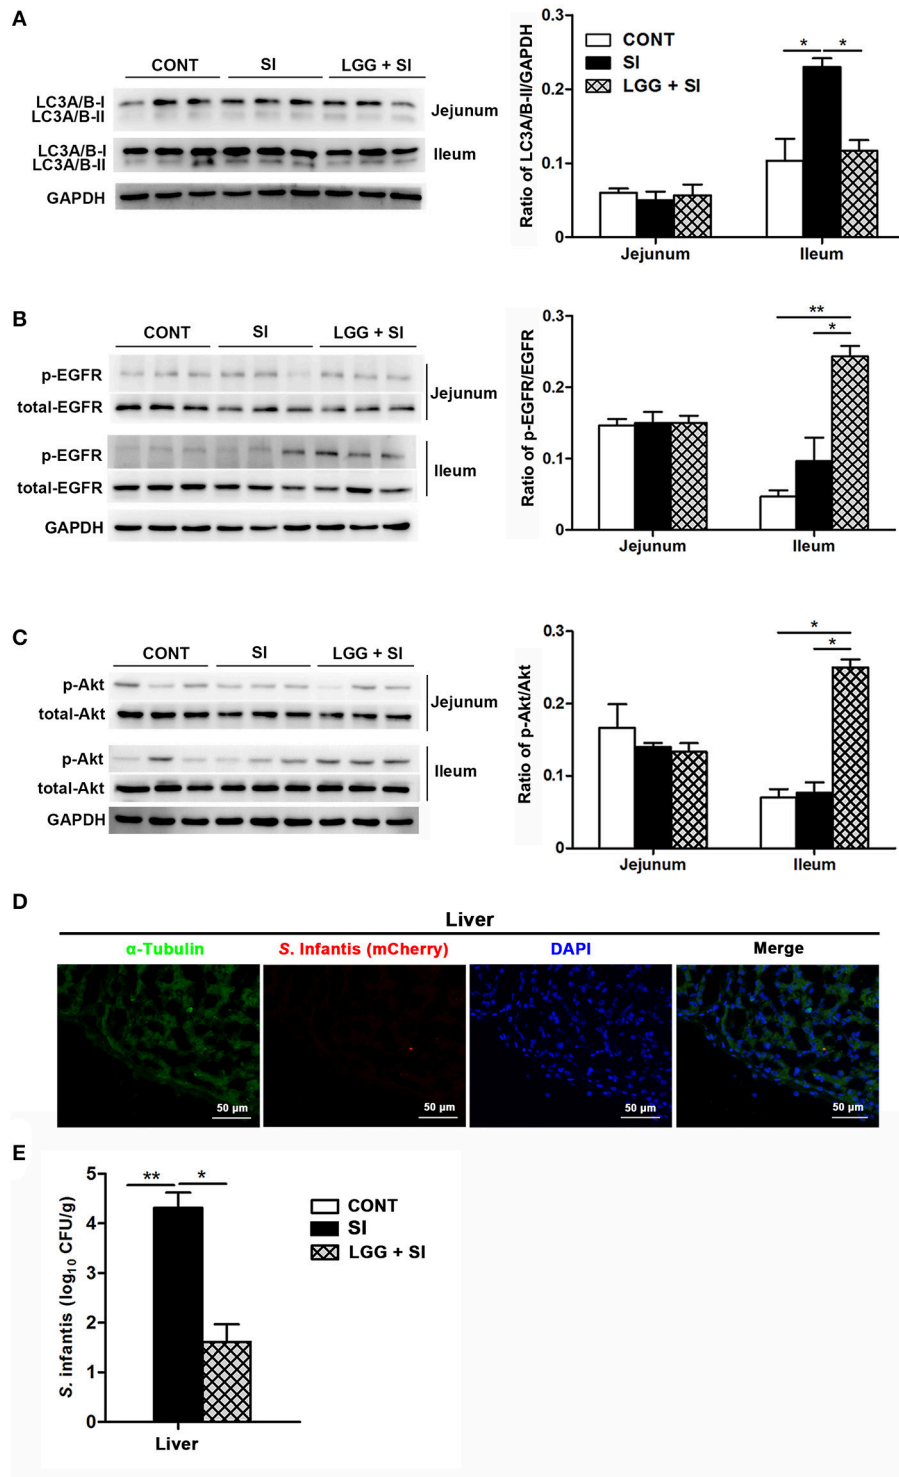 A
CONT SI LGG + SI
LC3A/B-I
LC3A/B-II
Jejunum
LC3A/B-I
LC3A/B-II
Ileum
GAPDH
Ratio of LC3A/B-II/GAPDH
0.3
0.2
0.1
0
CONT
SI
LGG + SI
* *
Jejunum Ileum
B
CONT SI LGG + SI
p-EGFR
total-EGFR
Jejunum
p-EGFR
total-EGFR
Ileum
GAPDH
Ratio of p-EGFR/EGFR
0.3
0.2
0.1
0
**
*
Jejunum Ileum
C
CONT SI LGG + SI
p-Akt
total-Akt
Jejunum
p-Akt
total-Akt
Ileum
GAPDH
Ratio of p-Akt/Akt
0.3
0.2
0.1
0
*
*
Jejunum Ileum
D
Liver
α-Tubulin S. Infantis (mCherry) DAPI Merge
50 μm 50 μm 50 μm 50 μm
E
S. infantis (log10 CFU/g)
5
4
3
2
1
0
** *
CONT
SI
LGG + SI
Liver